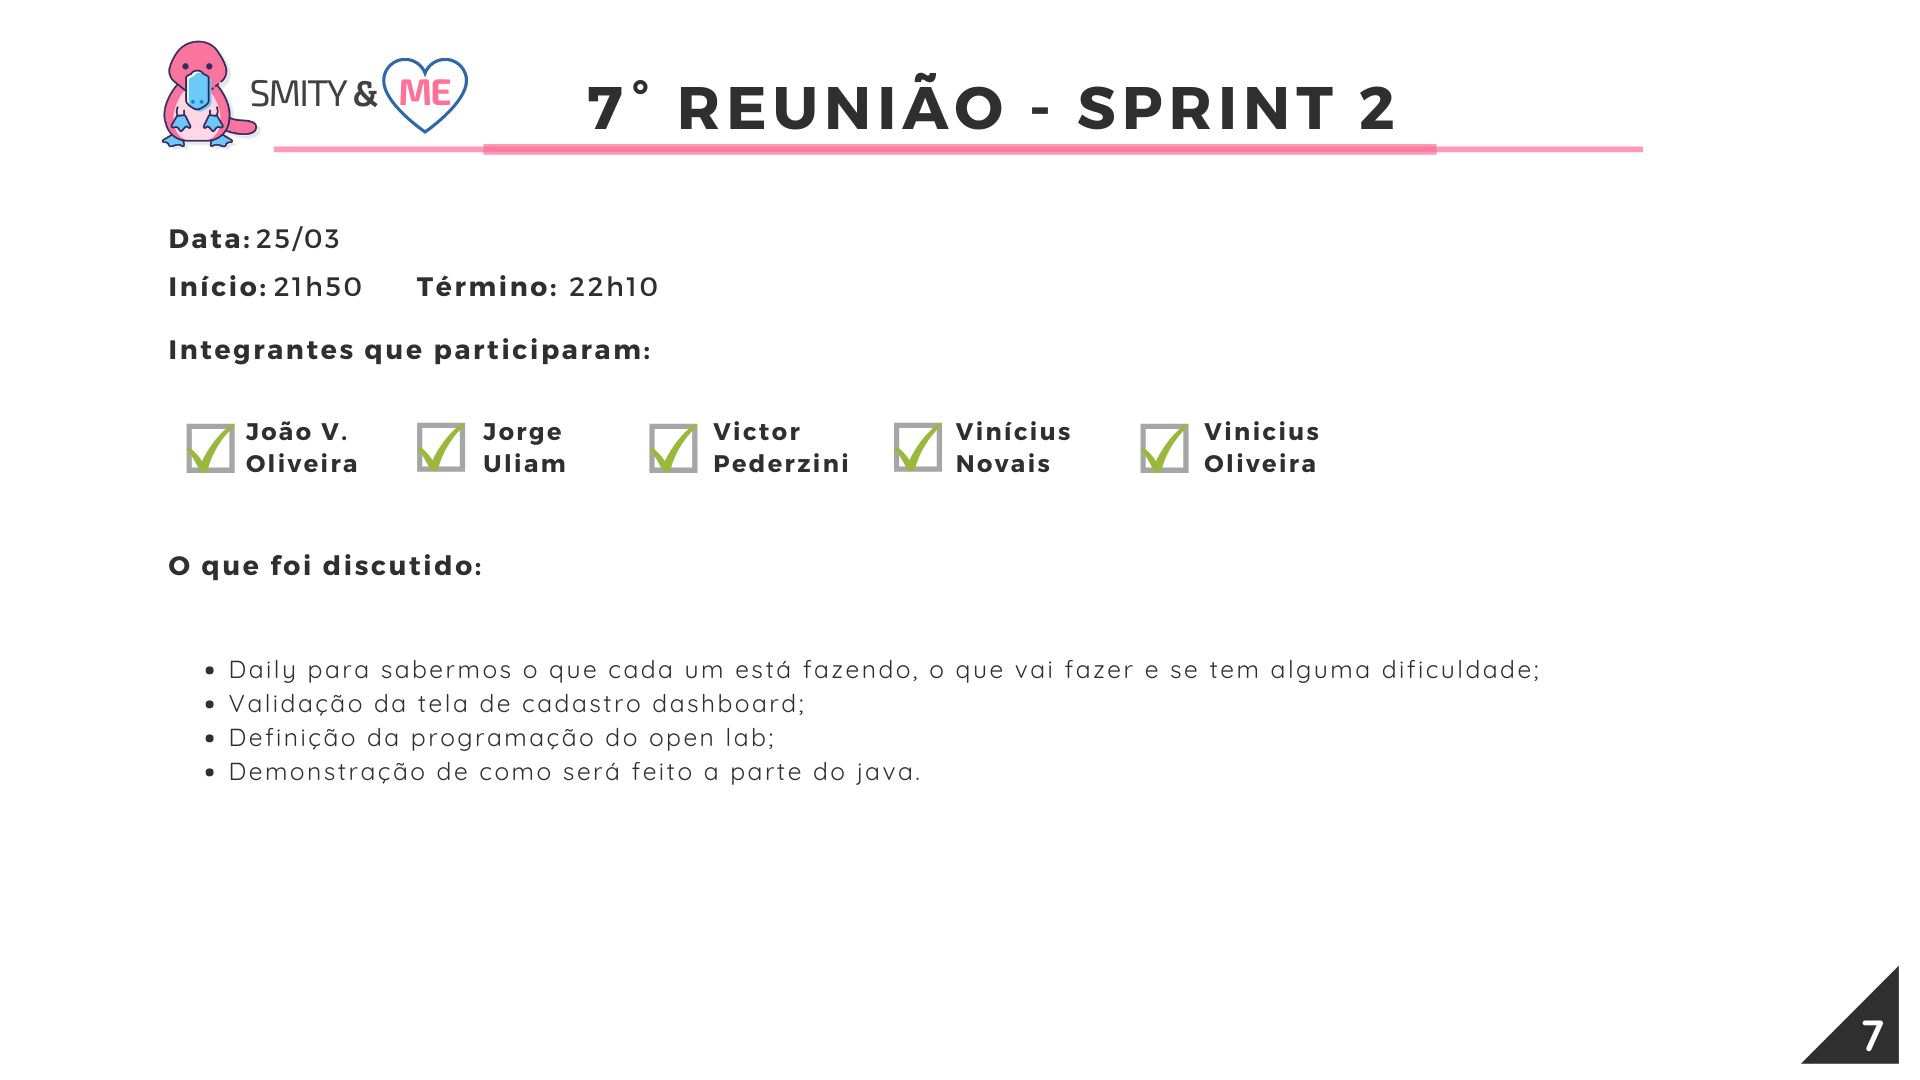 SMITY & ME
7° REUNIÃO - SPRINT 2
Data: 25/03
Início: 21h50 Término: 22h10
Integrantes que participaram:
João V.
Oliveira
Jorge
Uliam
Victor
Pederzini
Vinícius
Novais
Vinicius
Oliveira
O que foi discutido:
• Daily para sabermos o que cada um está fazendo, o que vai fazer e se tem alguma dificuldade;
• Validação da tela de cadastro dashboard;
• Definição da programação do open lab;
• Demonstração de como será feito a parte do java.
7